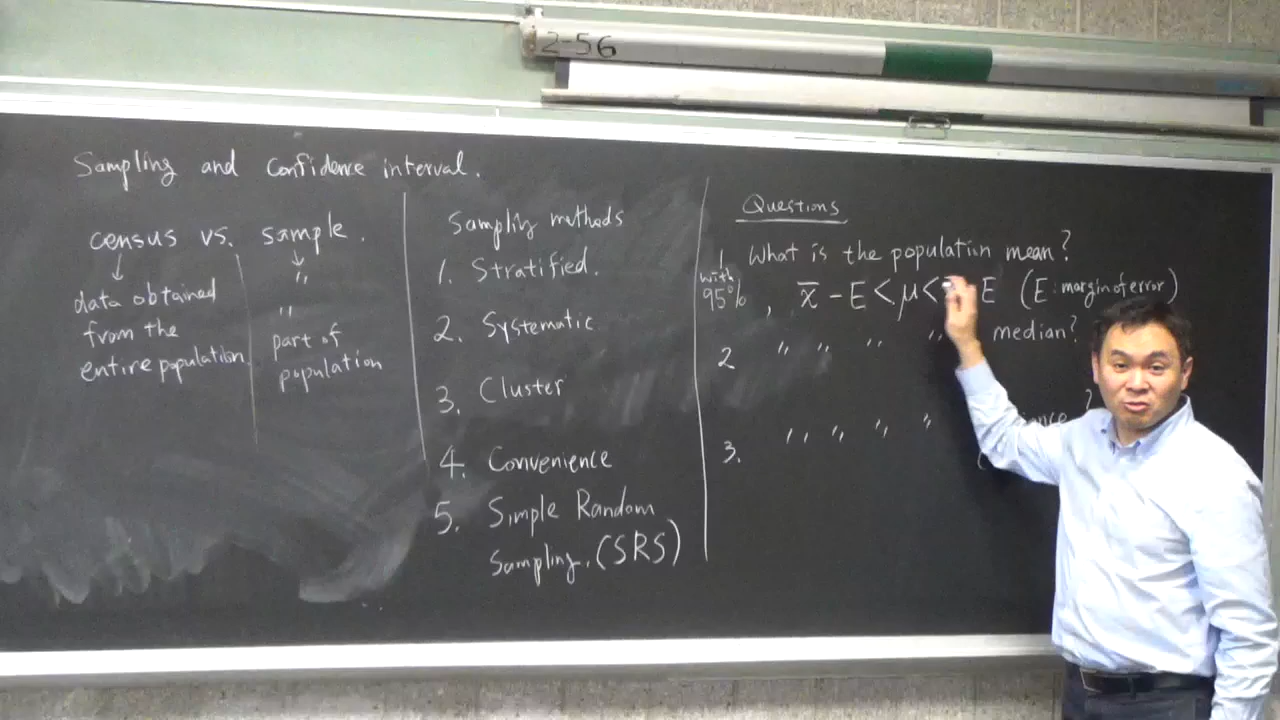 2-56
Sampling and Confidence interval.
census vs. sample.
↓ ↓
data obtained
from the
entire population
"
"
part of
population
Sampliy methods
1. Stratified.
2. Systematic
3. Cluster
4. Convenience
5. Simple Random
Sampling. (SRS)
Questions
1 What is the population mean?
with
95% , x̄ - E < μ < E (E: margin of error)
2 " " " " median?
3. " " " " ?